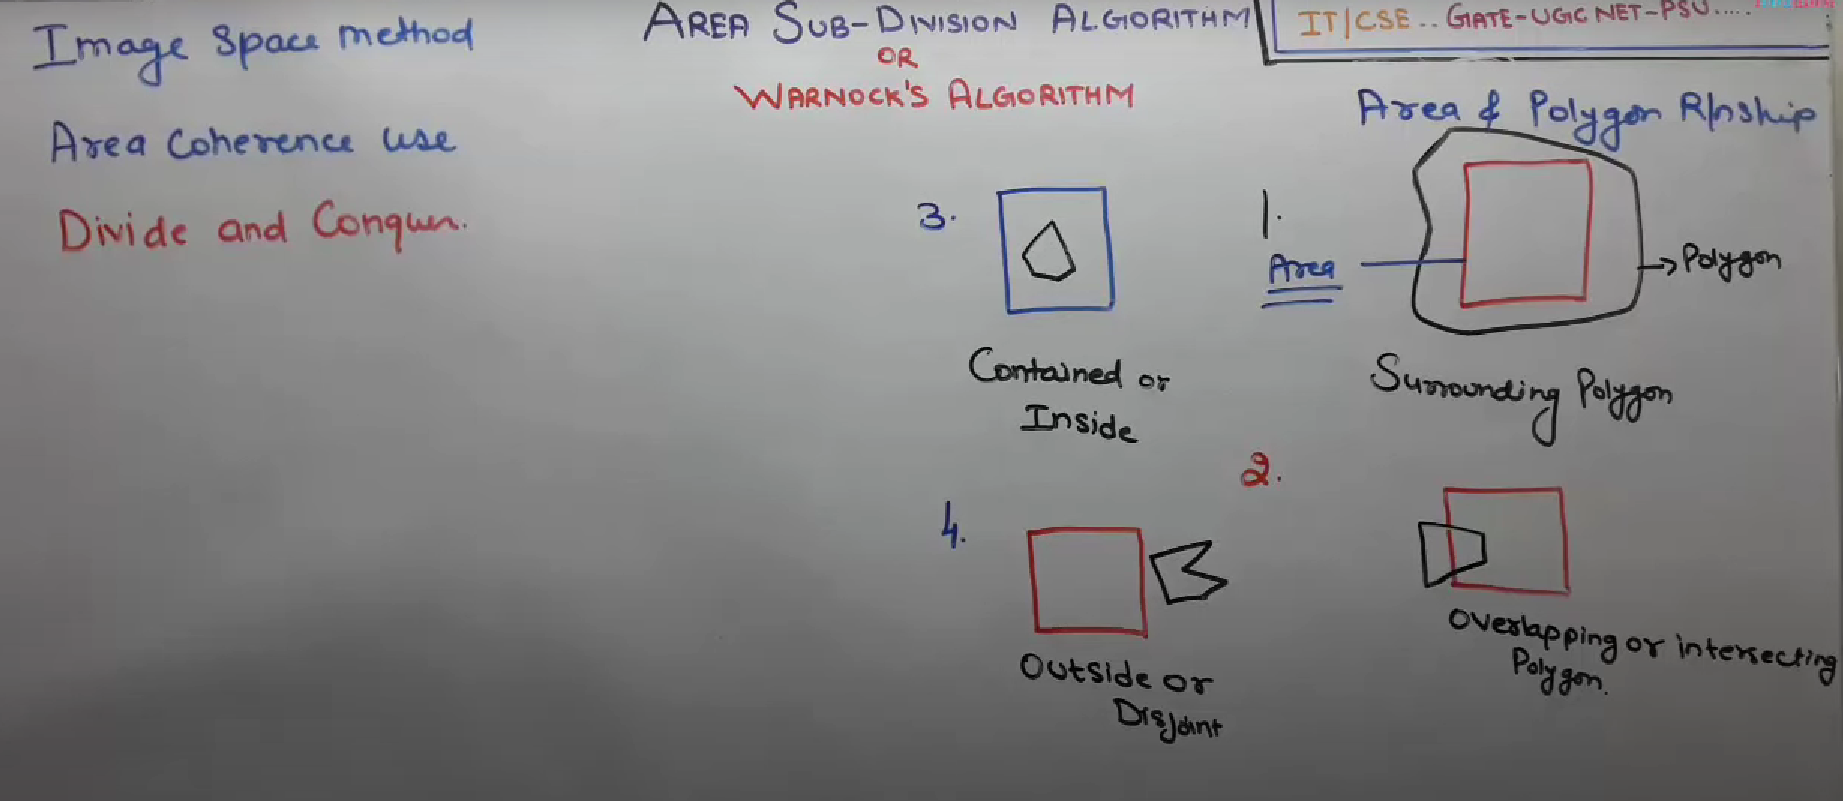 Image Space method
Area Coherence use
Divide and Conquer.
AREA SUB-DIVISION ALGORITHM
OR
WARNOCK'S ALGORITHM
IT/CSE.. GATE-UGC NET-PSU.....
Area & Polygon R/nship
1.
Area
Polygon
Surrounding Polygon
2.
Overlapping or intersecting
Polygon.
3.
Contained or
Inside
4.
Outside or
Disjoint